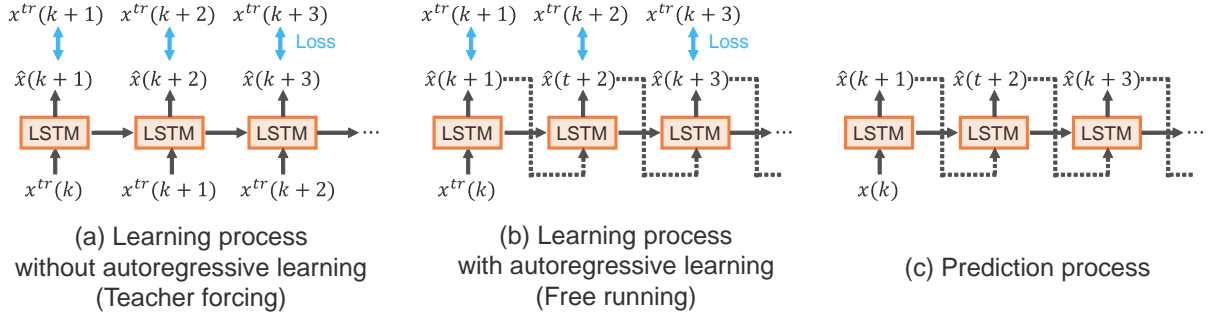 x^{tr}(k + 1) x^{tr}(k + 2) x^{tr}(k + 3)
Loss
x̂(k + 1) x̂(k + 2) x̂(k + 3)
LSTM LSTM LSTM ⋯
x^{tr}(k) x^{tr}(k + 1) x^{tr}(k + 2)
(a) Learning process
without autoregressive learning
(Teacher forcing)
x^{tr}(k + 1) x^{tr}(k + 2) x^{tr}(k + 3)
Loss
x̂(k + 1) x̂(t + 2) x̂(k + 3)
LSTM LSTM LSTM ⋯
x^{tr}(k)
(b) Learning process
with autoregressive learning
(Free running)
x̂(k + 1) x̂(t + 2) x̂(k + 3)
LSTM LSTM LSTM ⋯
x(k)
(c) Prediction process